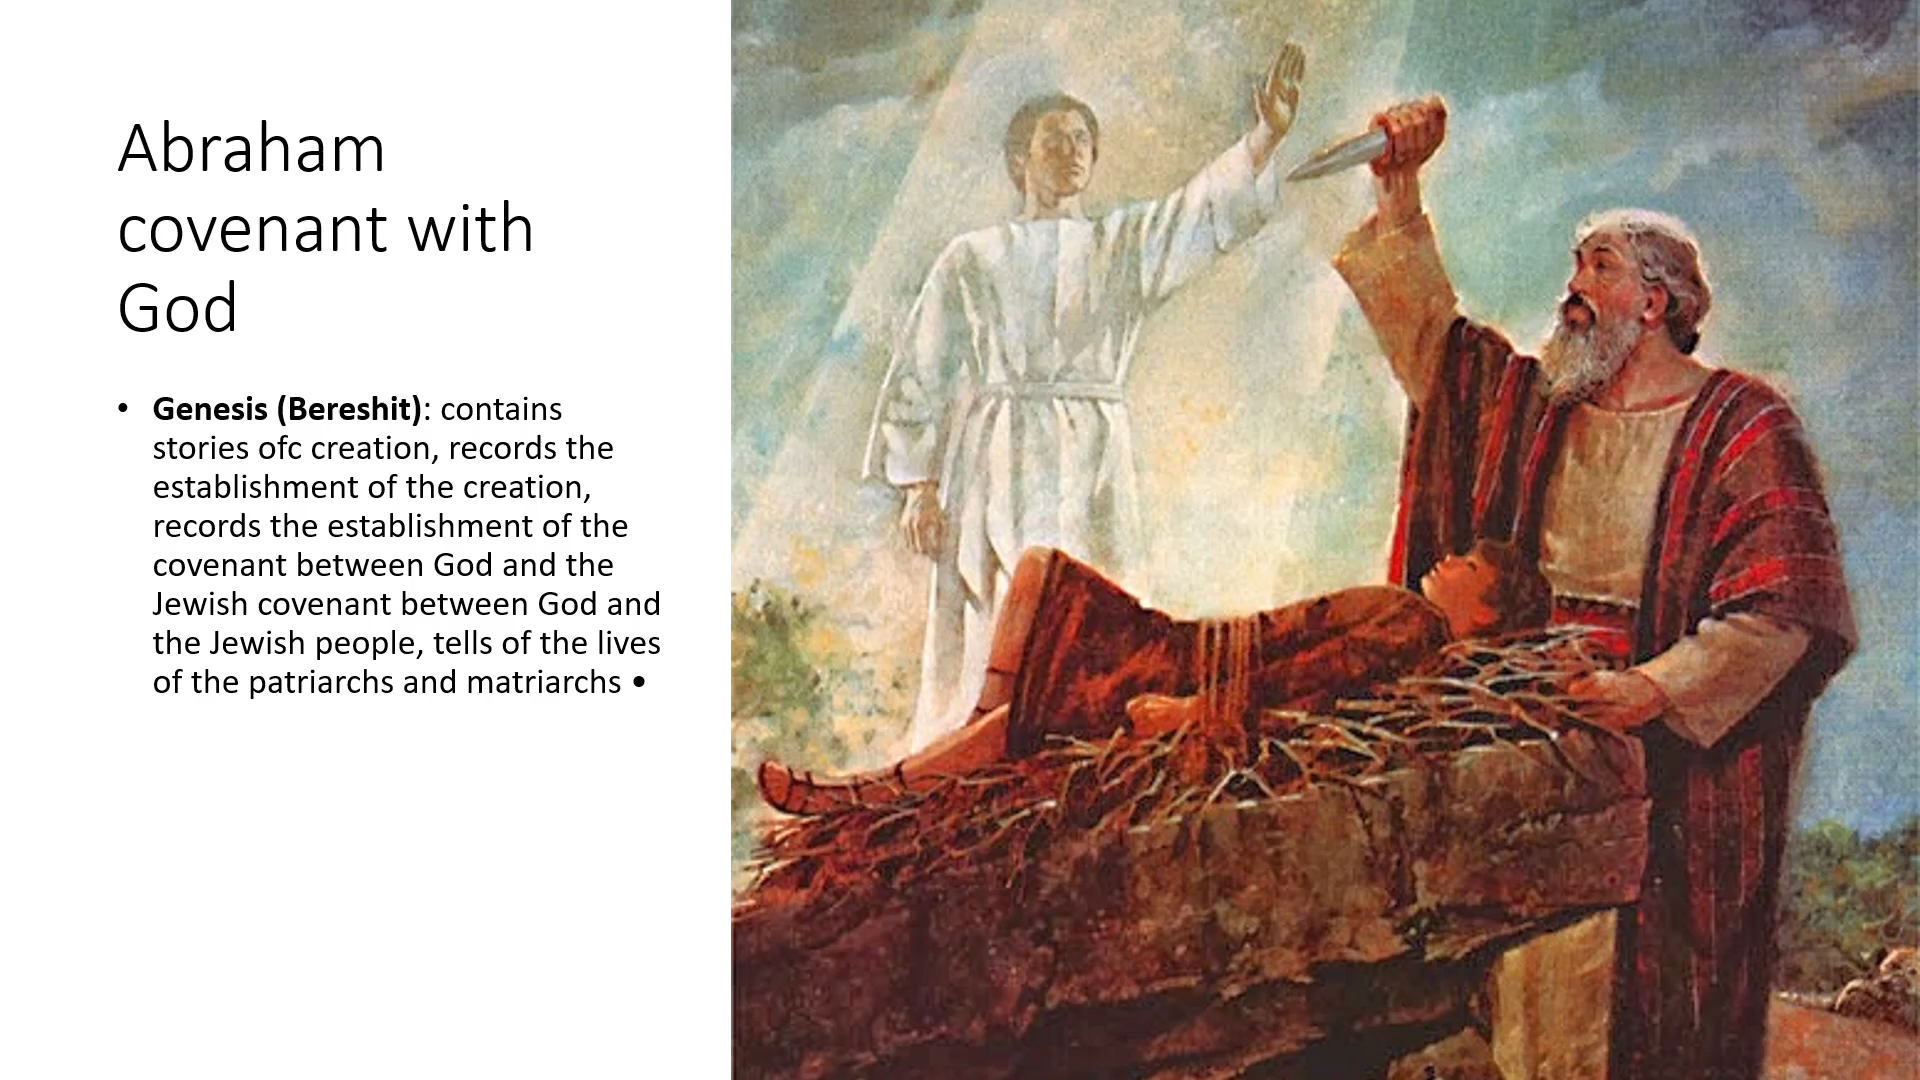 Abraham
covenant with
God
• Genesis (Bereshit): contains
stories ofc creation, records the
establishment of the creation,
records the establishment of the
covenant between God and the
Jewish covenant between God and
the Jewish people, tells of the lives
of the patriarchs and matriarchs •